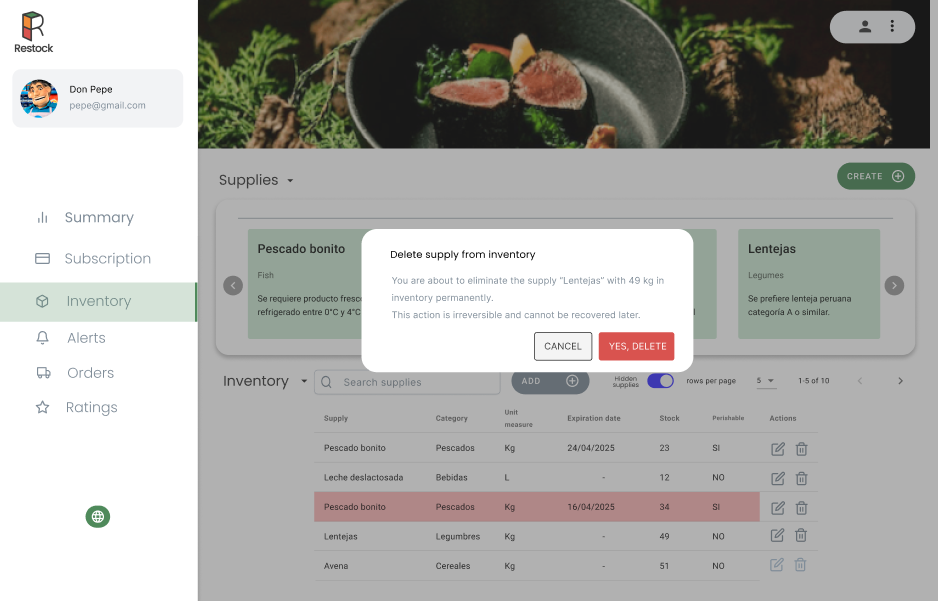 Restock
Don Pepe
pepe@gmail.com
Summary
Subscription
Inventory
Alerts
Orders
Ratings
Supplies
CREATE
Pescado bonito
Fish
Se requiere producto fresco
refrigerado entre 0°C y 4°C
Lentejas
Legumes
Se prefiere lenteja peruana
categoría A o similar.
Delete supply from inventory
You are about to eliminate the supply "Lentejas" with 49 kg in
inventory permanently.
This action is irreversible and cannot be recovered later.
CANCEL
YES, DELETE
Inventory
Search supplies
ADD
Hidden
supplies
rows per page
5
1-5 of 10
Supply Category Unit measure Expiration date Stock Perishable Actions
Pescado bonito Pescados Kg 24/04/2025 23 SI
Leche deslactosada Bebidas L - 12 NO
Pescado bonito Pescados Kg 16/04/2025 34 SI
Lentejas Legumbres Kg - 49 NO
Avena Cereales Kg - 51 NO